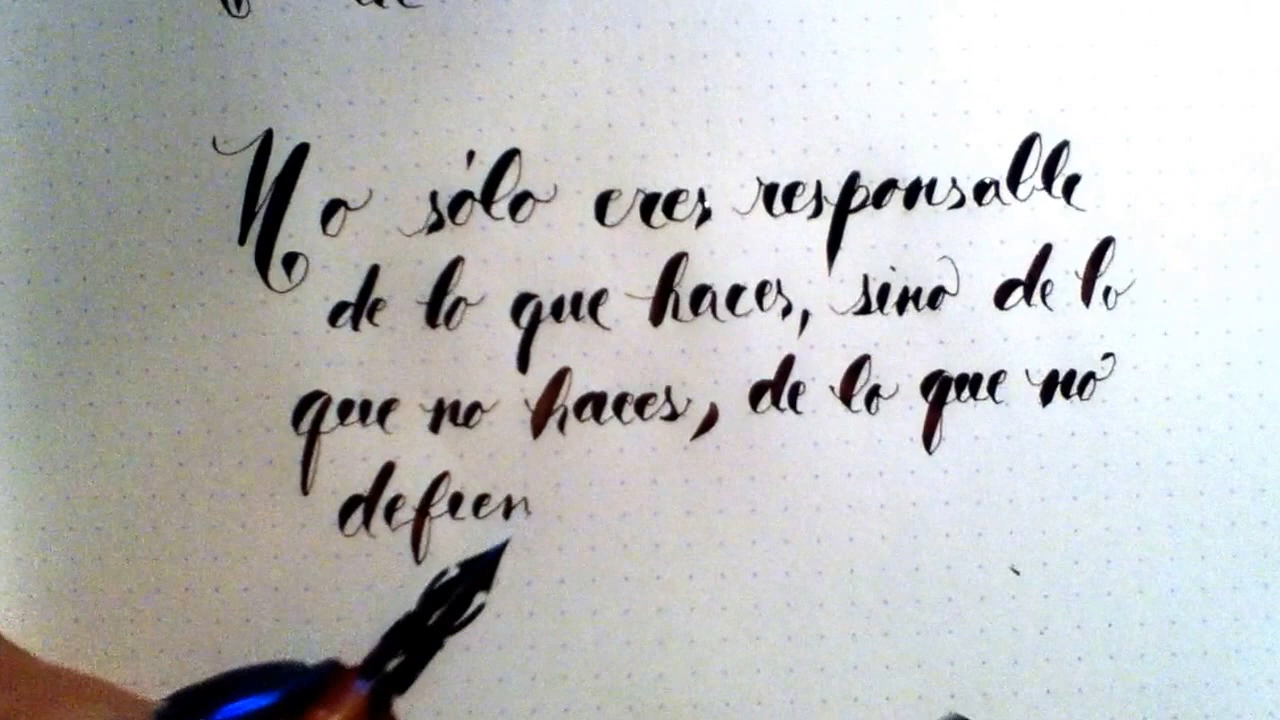 No sólo eres responsable
de lo que haces, sino de lo
que no haces, de lo que no
defien